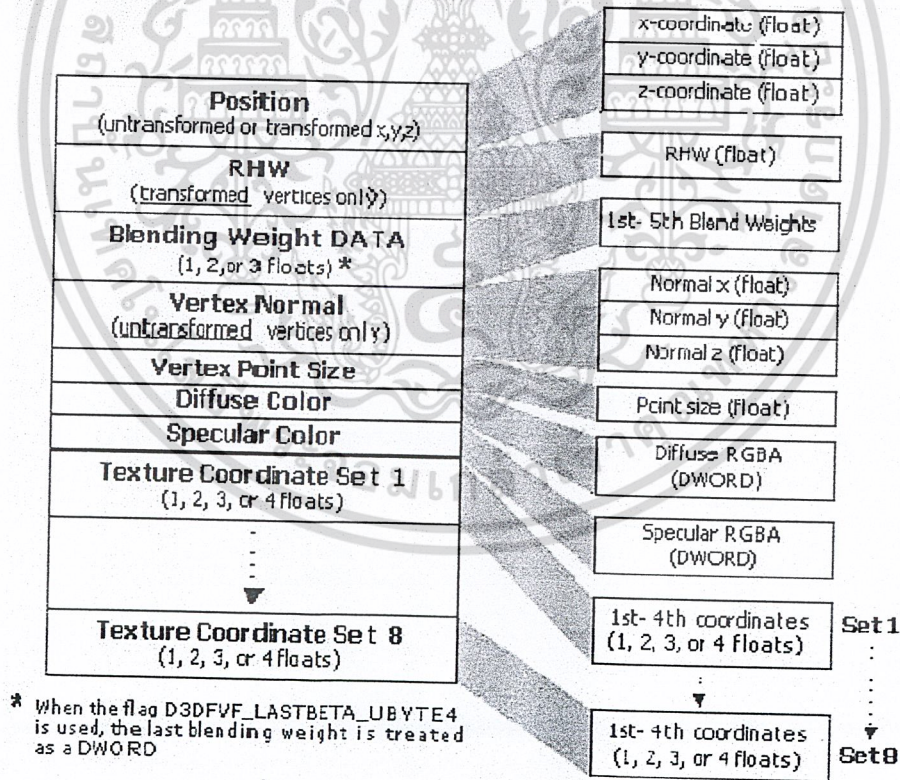 Position
(untransformed or transformed x,y,z)
RHW
(transformed vertices only)
Blending Weight DATA
(1, 2, or 3 floats) *
Vertex Normal
(untransformed vertices only)
Vertex Point Size
Diffuse Color
Specular Color
Texture Coordinate Set 1
(1, 2, 3, or 4 floats)
Texture Coordinate Set 8
(1, 2, 3, or 4 floats)
* When the flag D3DFVF_LASTBETA_UBYTE4
is used, the last blending weight is treated
as a DWORD
x-coordinate (float)
y-coordinate (float)
z-coordinate (float)
RHW (float)
1st- 5th Blend Weights
Normal x (float)
Normal y (float)
Normal z (float)
Point size (float)
Diffuse RGBA
(DWORD)
Specular RGBA
(DWORD)
1st- 4th coordinates
(1, 2, 3, or 4 floats)
Set1
1st- 4th coordinates
(1, 2, 3, or 4 floats)
Set8